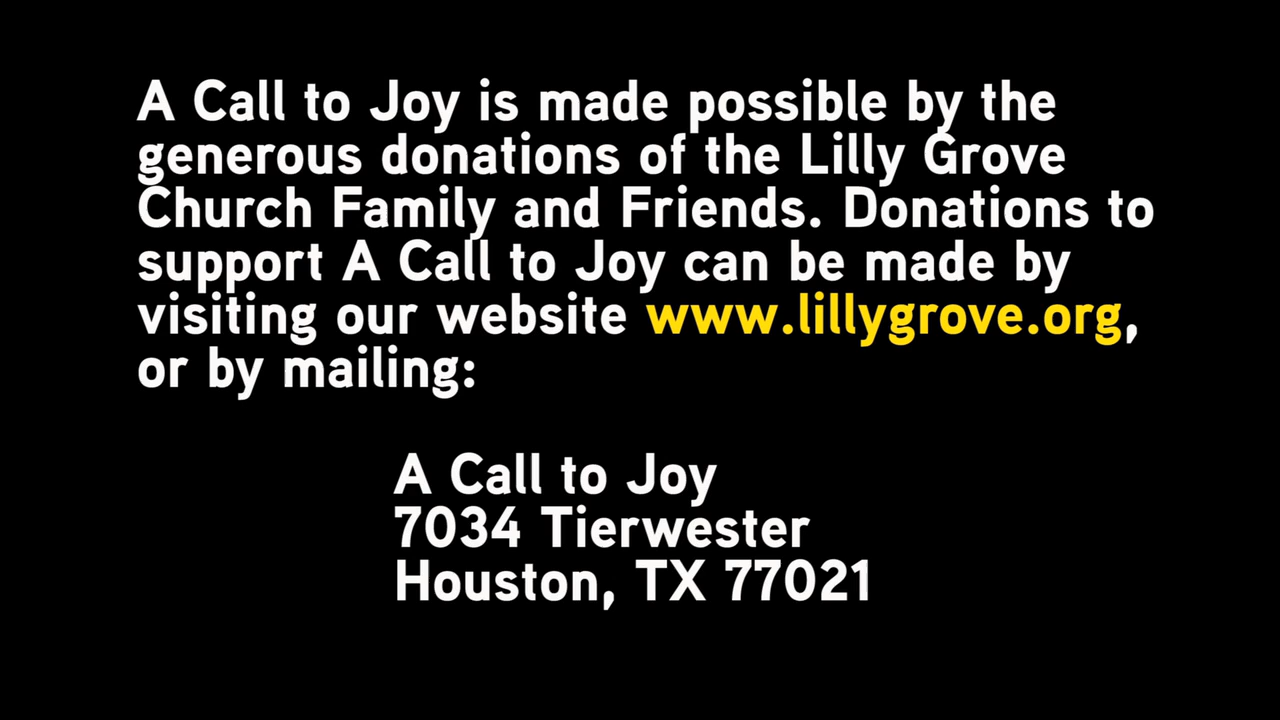 A Call to Joy is made possible by the
generous donations of the Lilly Grove
Church Family and Friends. Donations to
support A Call to Joy can be made by
visiting our website www.lillygrove.org,
or by mailing:
A Call to Joy
7034 Tierwester
Houston, TX 77021